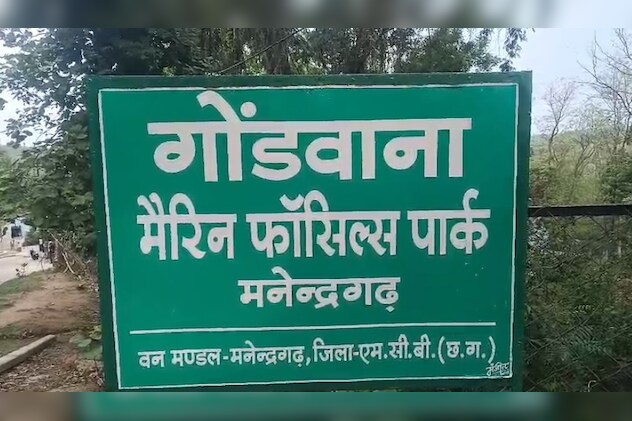 गोंडवाना
मैरिन फॉसिल्स पार्क
मनेन्द्रगढ़
वन मण्डल-मनेन्द्रगढ़, जिला-एम.सी.बी.(छ.ग.)